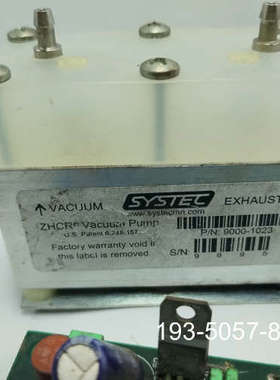 ↑VACUUM SYSTEC EXHAUST
www.systecmn.com
ZHCR® Vacuum Pump P/N: 9000-1023
U.S. Patent 6,248,157
Factory warranty void if S/N
this label is removed
193-5057-8